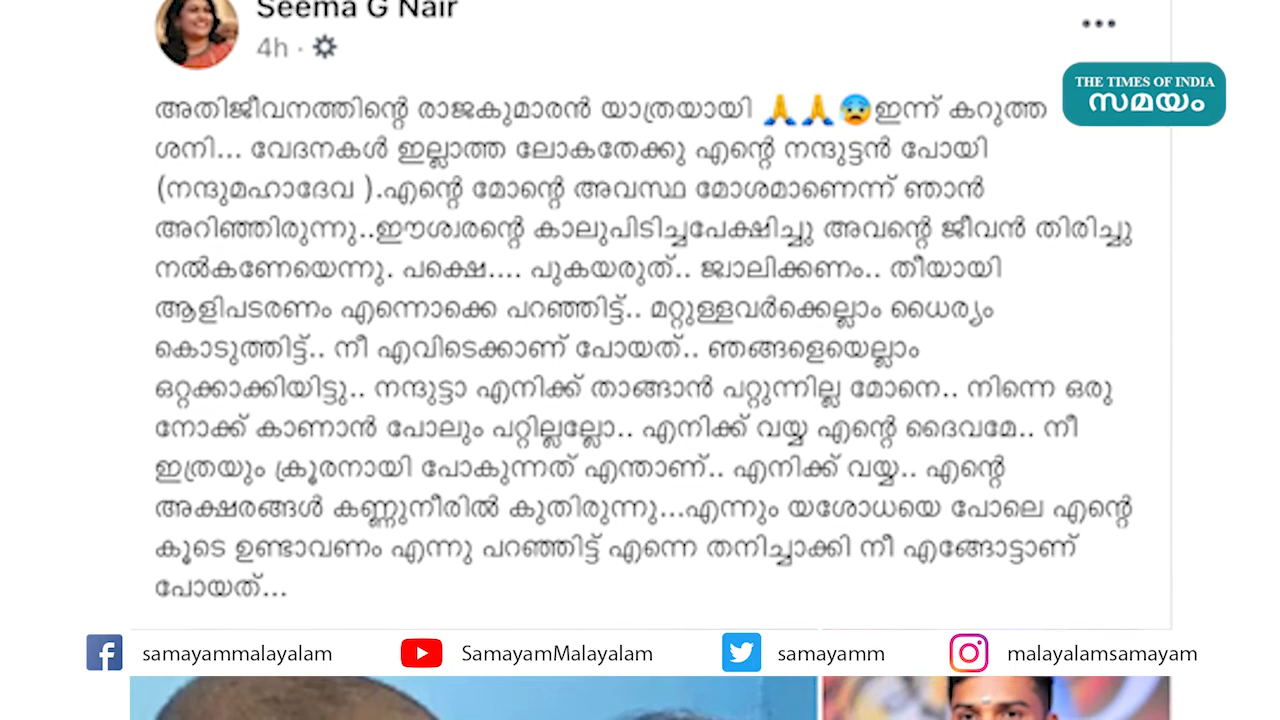 Seema G Nair
4h ·
THE TIMES OF INDIA
സമയം
അതിജീവനത്തിന്റെ രാജകുമാരൻ യാത്രയായി 🙏🙏😰ഇന്ന് കറുത്ത
ശനി... വേദനകൾ ഇല്ലാത്ത ലോകതേക്കു എന്റെ നന്ദുട്ടൻ പോയി
(നന്ദുമഹാദേവ ).എന്റെ മോന്റെ അവസ്ഥ മോശമാണെന്ന് ഞാൻ
അറിഞ്ഞിരുന്നു..ഈശ്വരന്റെ കാലുപിടിച്ചപേക്ഷിച്ചു അവന്റെ ജീവൻ തിരിച്ചു
നൽകണേയെന്നു. പക്ഷെ.... പുകയരുത്.. ജ്വാലിക്കണം.. തീയായി
ആളിപടരണം എന്നൊക്കെ പറഞ്ഞിട്ട്.. മറ്റുള്ളവർക്കെല്ലാം ധൈര്യം
കൊടുത്തിട്ട്.. നീ എവിടെക്കാണ് പോയത്.. ഞങ്ങളെയെല്ലാം
ഒറ്റക്കാക്കിയിട്ടു.. നന്ദുട്ടാ എനിക്ക് താങ്ങാൻ പറ്റുന്നില്ല മോനെ.. നിന്നെ ഒരു
നോക്ക് കാണാൻ പോലും പറ്റില്ലല്ലോ.. എനിക്ക് വയ്യ എന്റെ ദൈവമേ.. നീ
ഇത്രയും ക്രൂരനായി പോകുന്നത് എന്താണ്.. എനിക്ക് വയ്യ.. എന്റെ
അക്ഷരങ്ങൾ കണ്ണുനീരിൽ കുതിരുന്നു...എന്നും യശോധയെ പോലെ എന്റെ
കൂടെ ഉണ്ടാവണം എന്നു പറഞ്ഞിട്ട് എന്നെ തനിച്ചാക്കി നീ എങ്ങോട്ടാണ്
പോയത്...
samayammalayalam
SamayamMalayalam
samayamm
malayalamsamayam